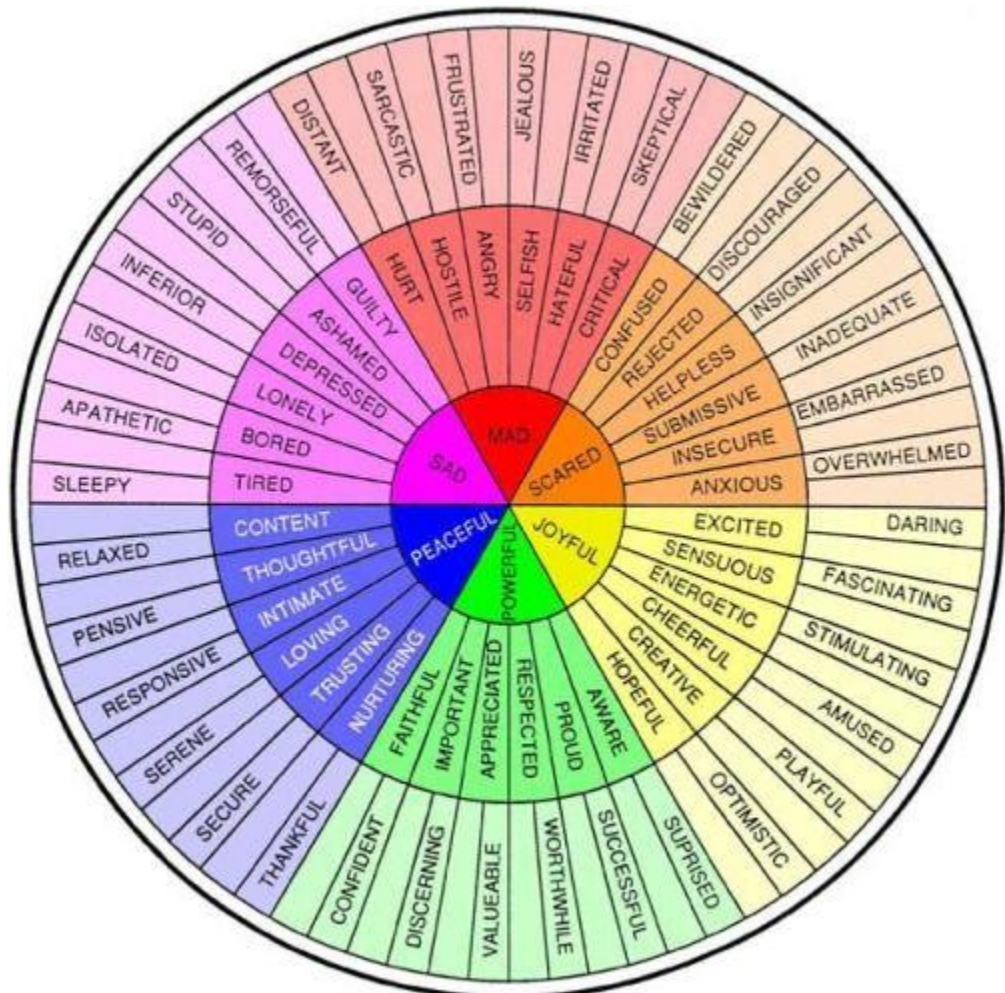 MAD
SCARED
JOYFUL
POWERFUL
PEACEFUL
SAD
HURT
HOSTILE
ANGRY
SELFISH
HATEFUL
CRITICAL
CONFUSED
REJECTED
HELPLESS
SUBMISSIVE
INSECURE
ANXIOUS
EXCITED
SENSUOUS
ENERGETIC
CHEERFUL
CREATIVE
HOPEFUL
AWARE
PROUD
RESPECTED
APPRECIATED
IMPORTANT
FAITHFUL
NURTURING
TRUSTING
LOVING
INTIMATE
THOUGHTFUL
CONTENT
TIRED
BORED
LONELY
DEPRESSED
ASHAMED
GUILTY
DISTANT
SARCASTIC
FRUSTRATED
JEALOUS
IRRITATED
SKEPTICAL
BEWILDERED
DISCOURAGED
INSIGNIFICANT
INADEQUATE
EMBARRASSED
OVERWHELMED
DARING
FASCINATING
STIMULATING
AMUSED
PLAYFUL
OPTIMISTIC
SUPRISED
SUCCESSFUL
WORTHWHILE
VALUEABLE
DISCERNING
CONFIDENT
THANKFUL
SECURE
SERENE
RESPONSIVE
PENSIVE
RELAXED
SLEEPY
APATHETIC
ISOLATED
INFERIOR
STUPID
REMORSEFUL